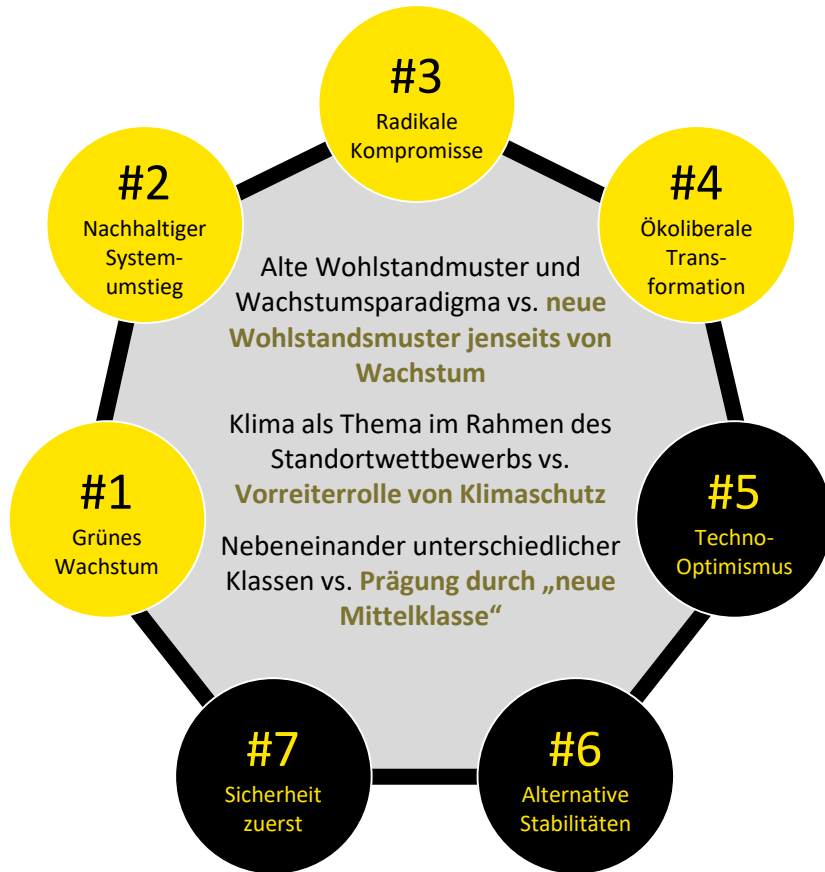 #3
Radikale
Kompromisse
#2
Nachhaltiger
System-
umstieg
#4
Ökoliberale
Trans-
formation
Alte Wohlstandmuster und
Wachstumsparadigma vs. neue
Wohlstandsmuster jenseits von
Wachstum
Klima als Thema im Rahmen des
Standortwettbewerbs vs.
Vorreiterrolle von Klimaschutz
#1
Grünes
Wachstum
#5
Techno-
Optimismus
Nebeneinander unterschiedlicher
Klassen vs. Prägung durch „neue
Mittelklasse“
#7
Sicherheit
zuerst
#6
Alternative
Stabilitäten